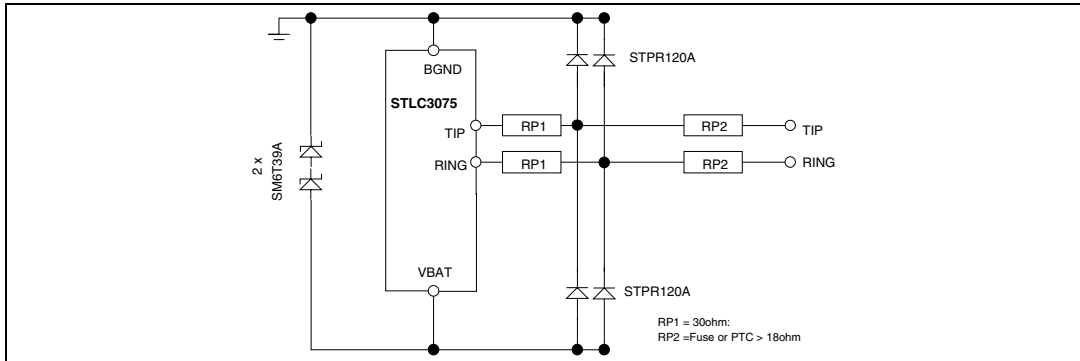 BGND
STPR120A
STLC3075
TIP
RP1
RP2
TIP
RING
RP1
RP2
RING
2 x
SM6T39A
VBAT
STPR120A
RP1 = 30ohm:
RP2 =Fuse or PTC > 18ohm